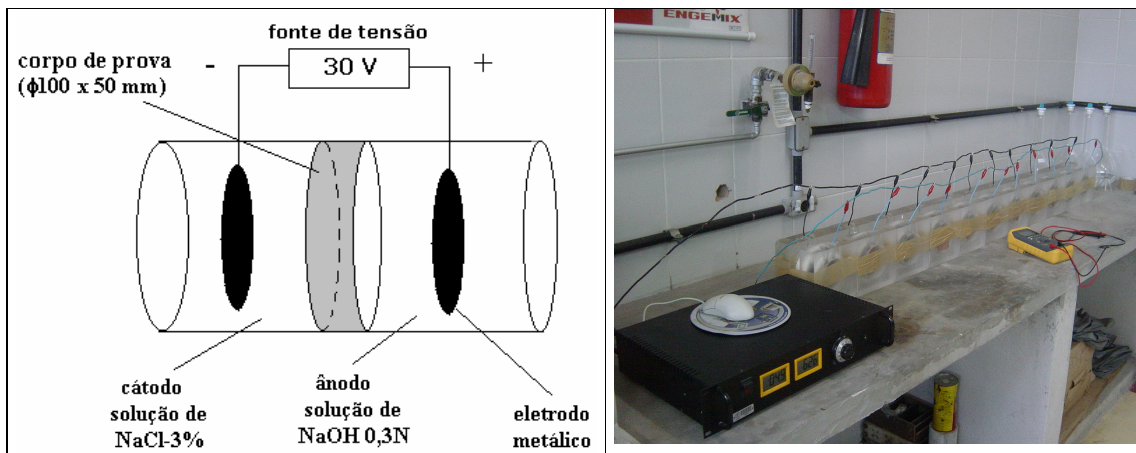 fonte de tensão
corpo de prova
(ϕ100 x 50 mm)
-
30 V
+
cátodo
solução de
NaCl-3%
ânodo
solução de
NaOH 0,3N
eletrodo
metálico
ENGEMIX